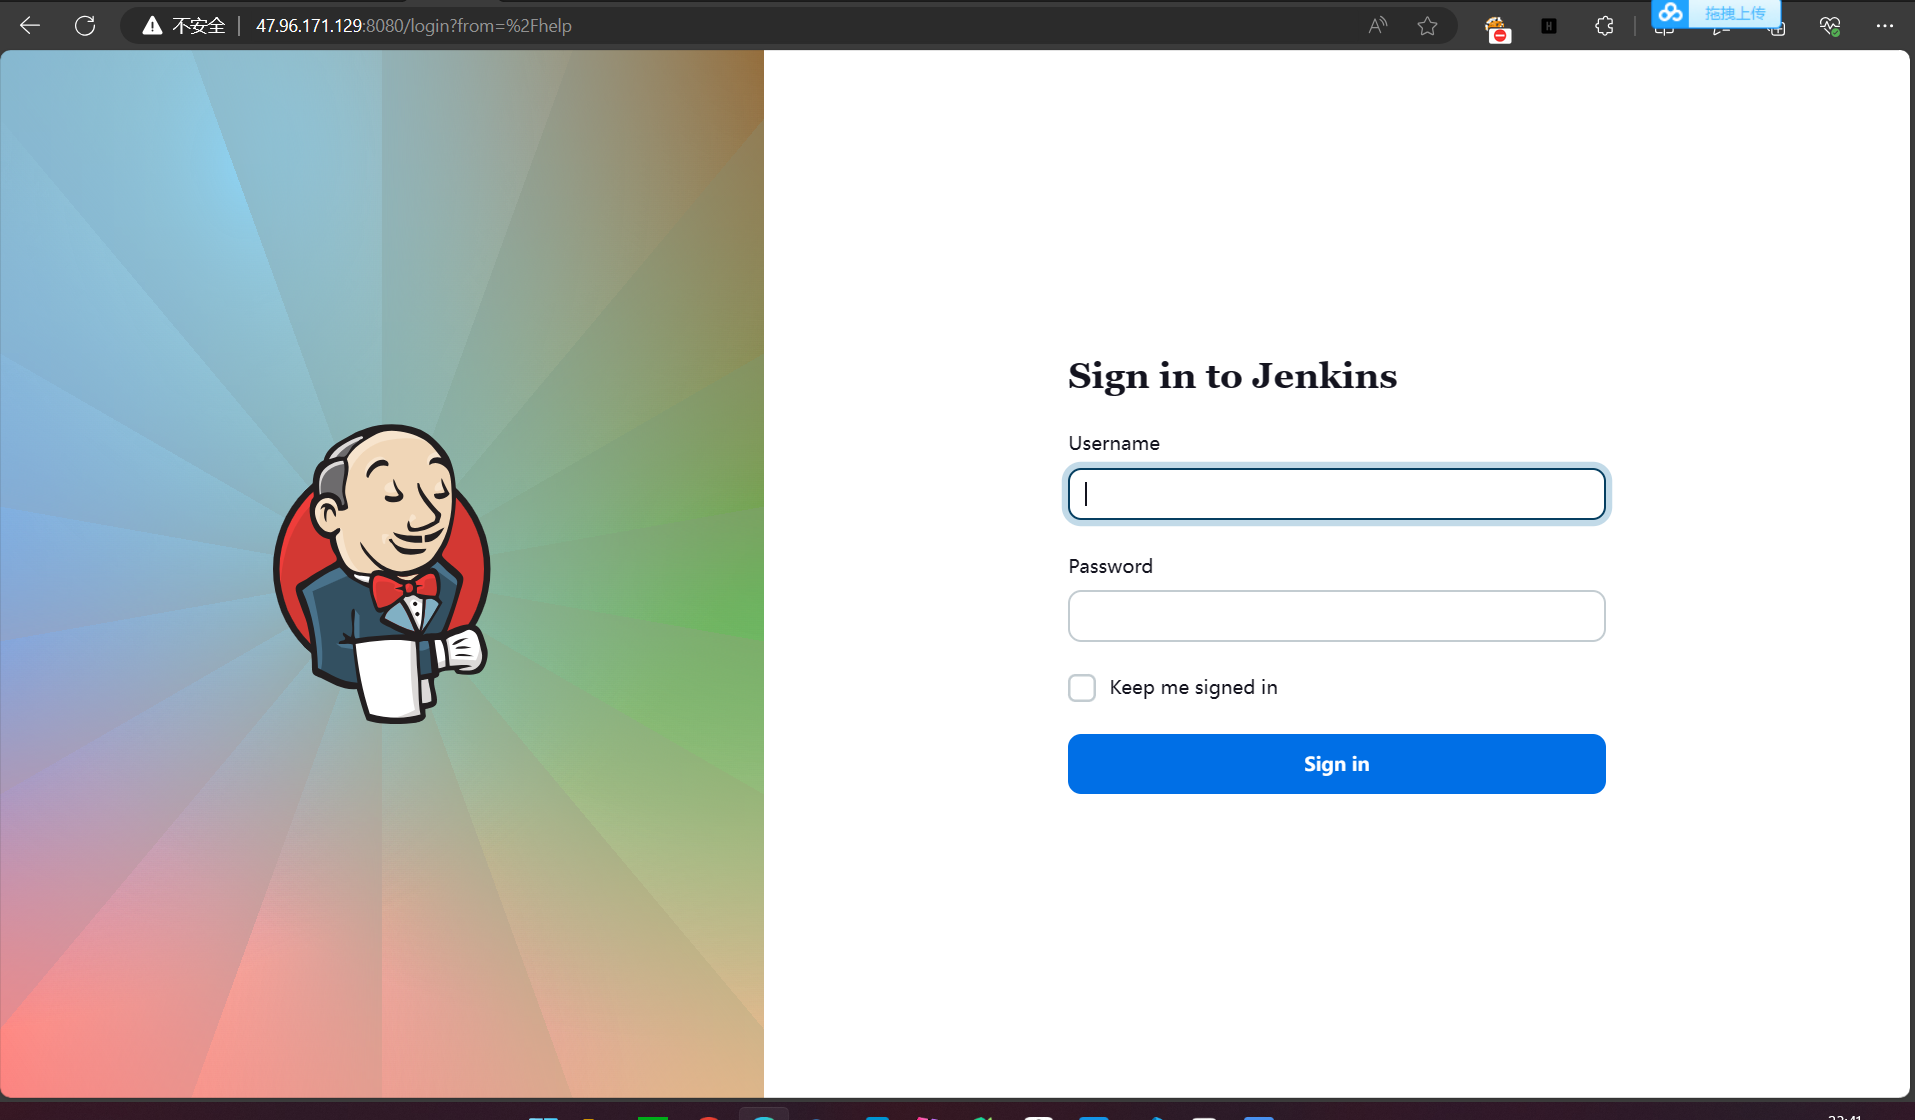 不安全 47.96.171.129:8080/login?from=%2Fhelp
拖拽上传
Sign in to Jenkins
Username
Password
Keep me signed in
Sign in